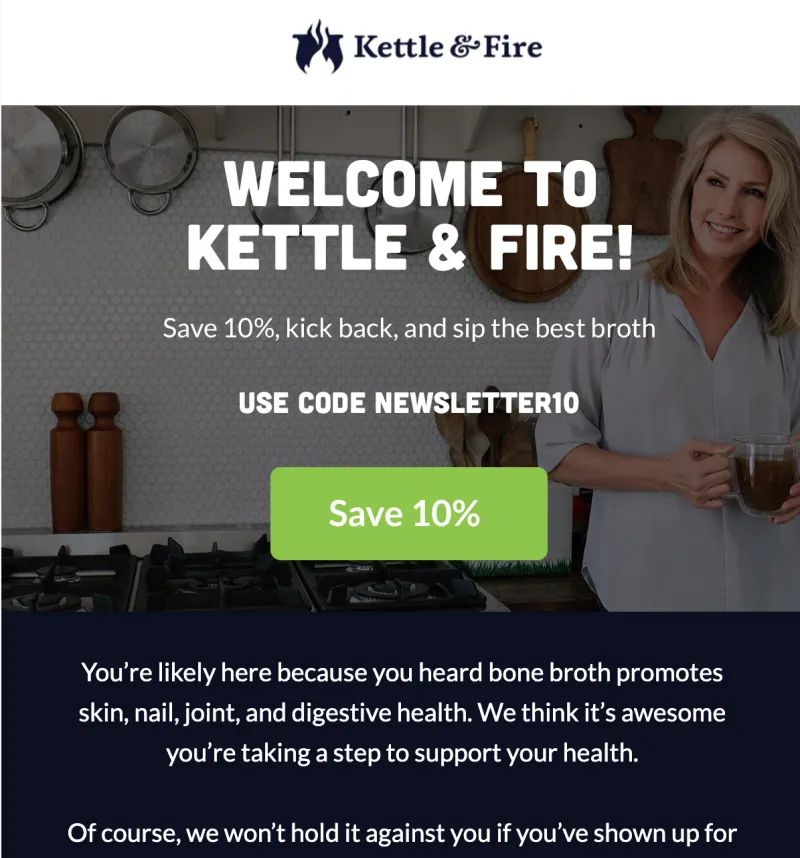 Kettle & Fire
WELCOME TO
KETTLE & FIRE!
Save 10%, kick back, and sip the best broth
USE CODE NEWSLETTER10
Save 10%
You’re likely here because you heard bone broth promotes
skin, nail, joint, and digestive health. We think it’s awesome
you’re taking a step to support your health.
Of course, we won’t hold it against you if you’ve shown up for